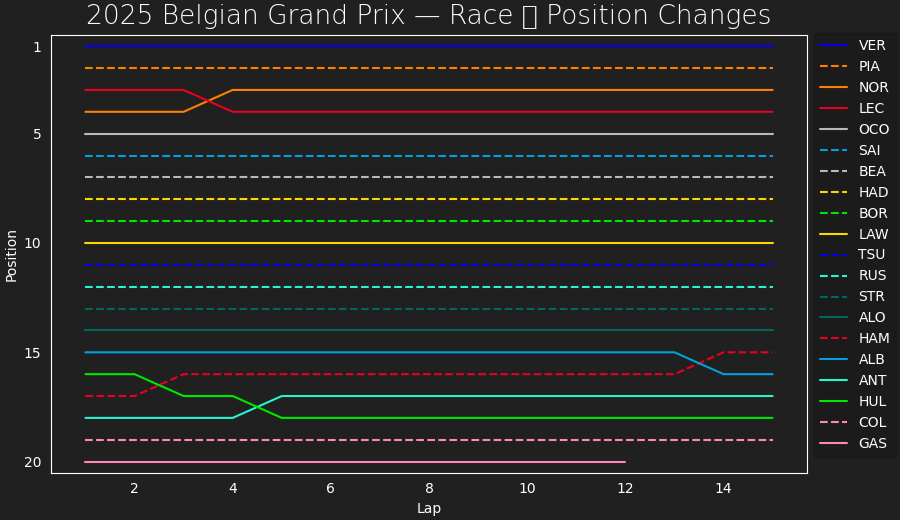 2025 Belgian Grand Prix — Race Position Changes
1
5
10
15
20
Position
2 4 6 8 10 12 14
Lap
VER
PIA
NOR
LEC
OCO
SAI
BEA
HAD
BOR
LAW
TSU
RUS
STR
ALO
HAM
ALB
ANT
HUL
COL
GAS